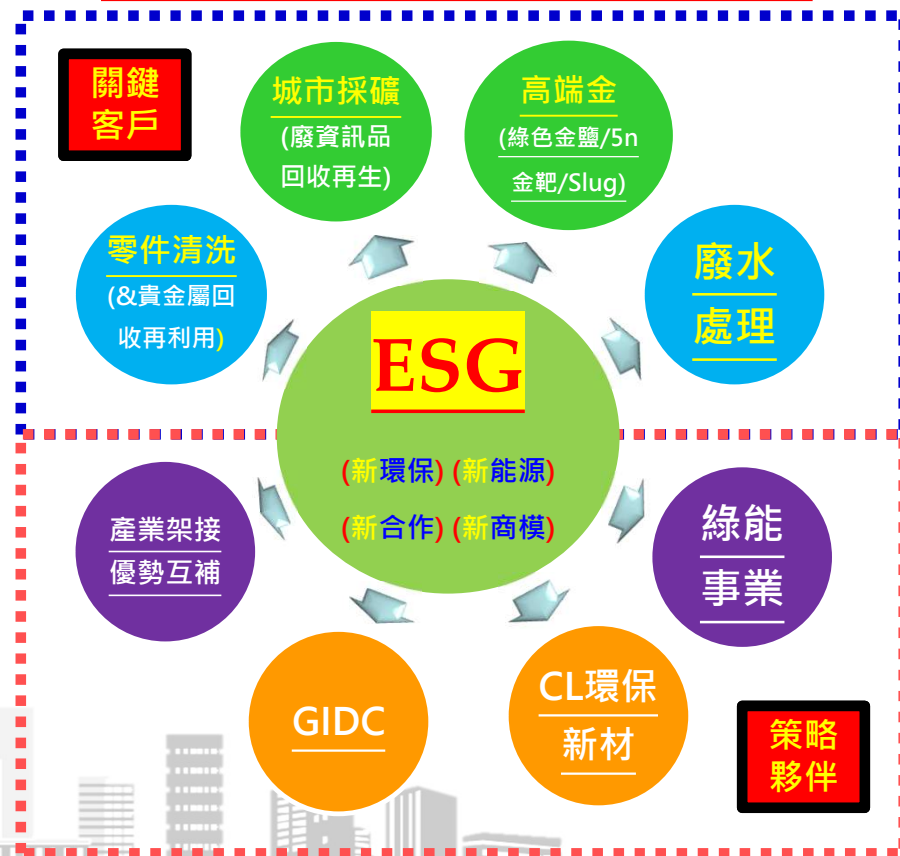 關鍵
客戶
城市採礦
(廢資訊品
回收再生)
高端金
(綠色金鹽/5n
金靶/Slug)
零件清洗
(&貴金屬回
收再利用)
廢水
處理
ESG
(新環保) (新能源)
(新合作) (新商模)
產業架接
優勢互補
綠能
事業
GIDC
CL環保
新材
策略
夥伴